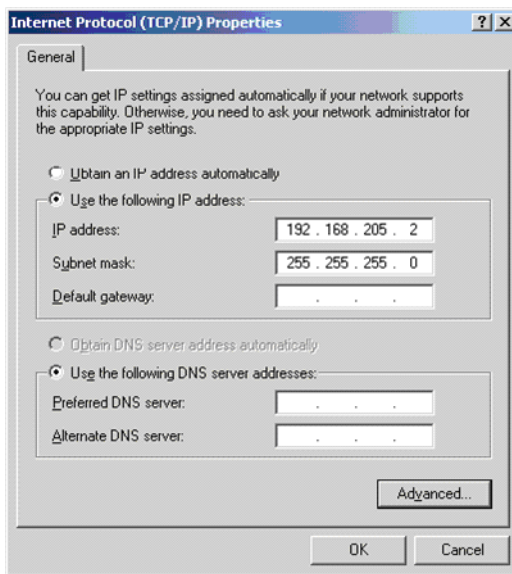 Internet Protocol (TCP/IP) Properties
General
You can get IP settings assigned automatically if your network supports
this capability. Otherwise, you need to ask your network administrator for
the appropriate IP settings.
Obtain an IP address automatically
Use the following IP address:
IP address: 192 . 168 . 205 . 2
Subnet mask: 255 . 255 . 255 . 0
Default gateway: . . .
Obtain DNS server address automatically
Use the following DNS server addresses:
Preferred DNS server: . . .
Alternate DNS server: . . .
Advanced...
OK Cancel